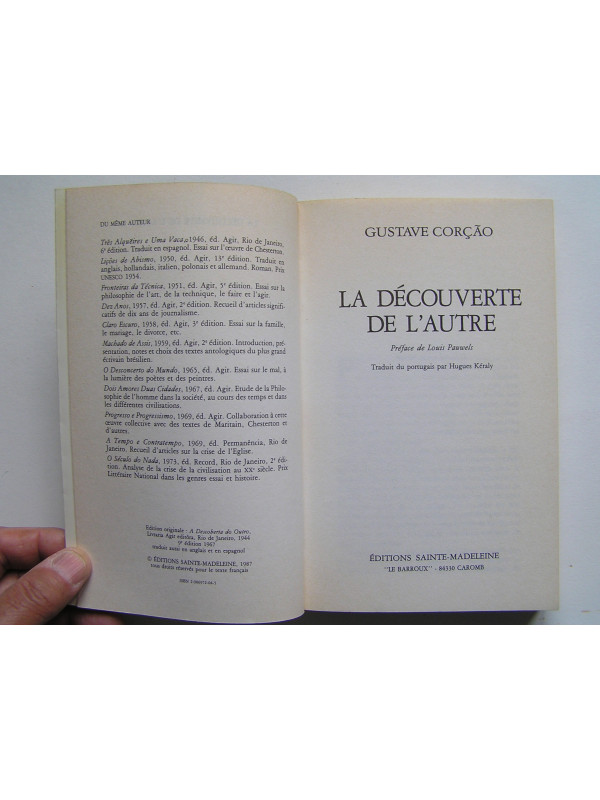 DU MÊME AUTEUR
Três Alqueires e Uma Vaca, 1946, éd. Agir, Rio de Janeiro,
6e édition. Traduit en espagnol. Essai sur l'œuvre de Chesterton.
Lições de Abismo, 1950, éd. Agir, 13e édition. Traduit en
anglais, hollandais, italien, polonais et allemand. Roman. Prix
UNESCO 1954.
Fronteiras da Técnica, 1951, éd. Agir, 5e édition. Essai sur la
philosophie de l'art, de la technique, le faire et l'agir.
Dez Anos, 1957, éd. Agir, 2e édition. Recueil d'articles signifi-
catifs de dix ans de journalisme.
Claro Escuro, 1958, éd. Agir, 3e édition. Essai sur la famille,
le mariage, le divorce, etc.
Machado de Assis, 1959, éd. Agir, 2e édition. Introduction, pré-
sentation, notes et choix des textes antologiques du plus grand
écrivain brésilien.
O Desconcerto do Mundo, 1965, éd. Agir. Essai sur le mal, à
la lumière des poètes et des peintres.
Dois Amores Duas Cidades, 1967, éd. Agir. Etude de la Philo-
sophie de l'homme dans la société, au cours des temps et dans
les différentes civilisations.
Progresso e Progressismo, 1969, éd. Agir. Collaboration à cette
œuvre collective avec des textes de Maritain, Chesterton et
d'autres.
A Tempo e Contratempo, 1969, éd. Permanência, Rio de
Janeiro. Recueil d'articles sur la crise de l'Eglise.
O Século do Nada, 1973, éd. Record, Rio de Janeiro, 2e édi-
tion. Analyse de la crise de la civilisation au XXe siècle. Prix
Littéraire National dans les genres essai et histoire.
Edition originale : A Descoberta do Outro,
Livraria Agir editôra, Rio de Janeiro, 1944
9e édition 1967
traduit aussi en anglais et en espagnol
© ÉDITIONS SAINTE-MADELEINE, 1987
tous droits réservés pour le texte français
GUSTAVE CORÇÃO
LA DÉCOUVERTE
DE L'AUTRE
Préface de Louis Pauwels
Traduit du portugais par Hugues Kéraly
ÉDITIONS SAINTE-MADELEINE
"LE BARROUX" - 84330 CAROMB